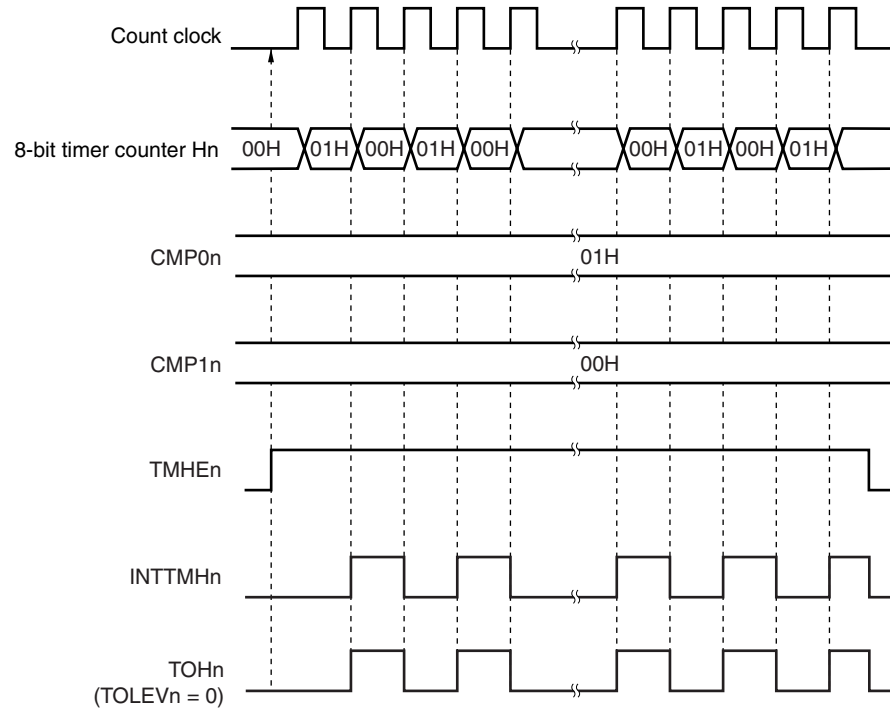 Count clock
8-bit timer counter Hn 00H 01H 00H 01H 00H 00H 01H 00H 01H
CMP0n 01H
CMP1n 00H
TMHEn
INTTMHn
TOHn
(TOLEVn = 0)